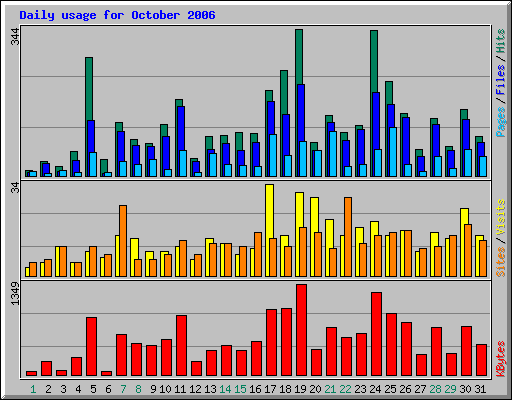 Daily usage for October 2006
344
Pages / Files / Hits
34
Sites / Visits
1349
KBytes
1 2 3 4 5 6 7 8 9 10 11 12 13 14 15 16 17 18 19 20 21 22 23 24 25 26 27 28 29 30 31